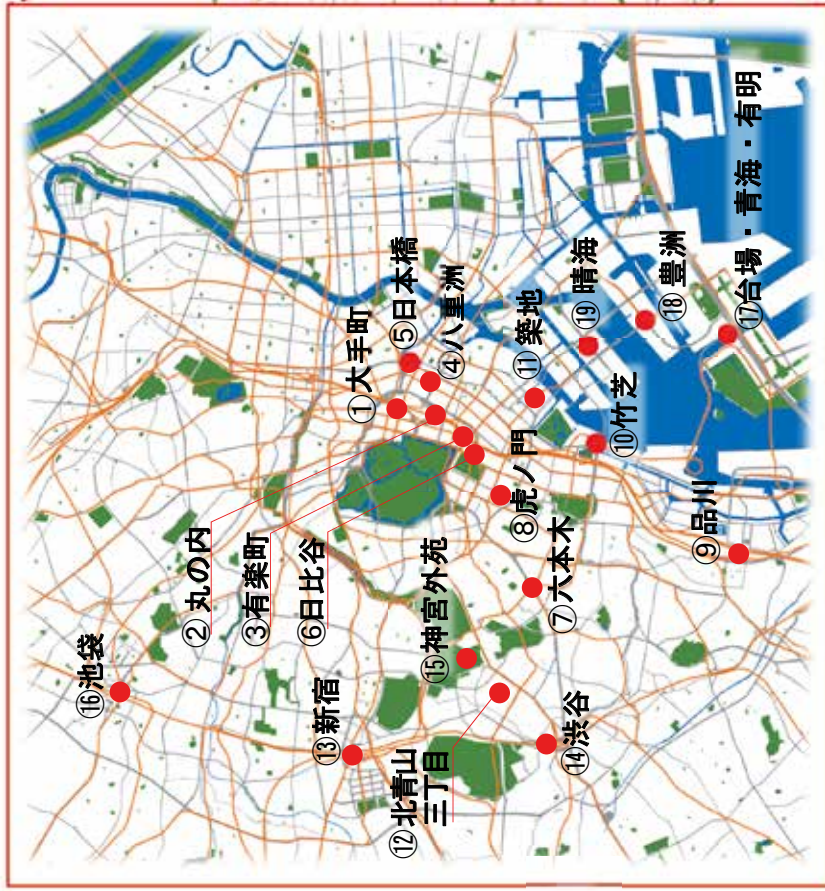 ① 大手町
② 丸の内
③有楽町
④八重洲
⑤日本橋
⑥日比谷
⑦六本木
⑧虎ノ門
⑨品川
⑩竹芝
⑪築地
⑫北青山
三丁目
⑬新宿
⑭渋谷
⑮神宮外苑
⑯池袋
⑰台場・青海・有明
⑱豊洲
⑲晴海